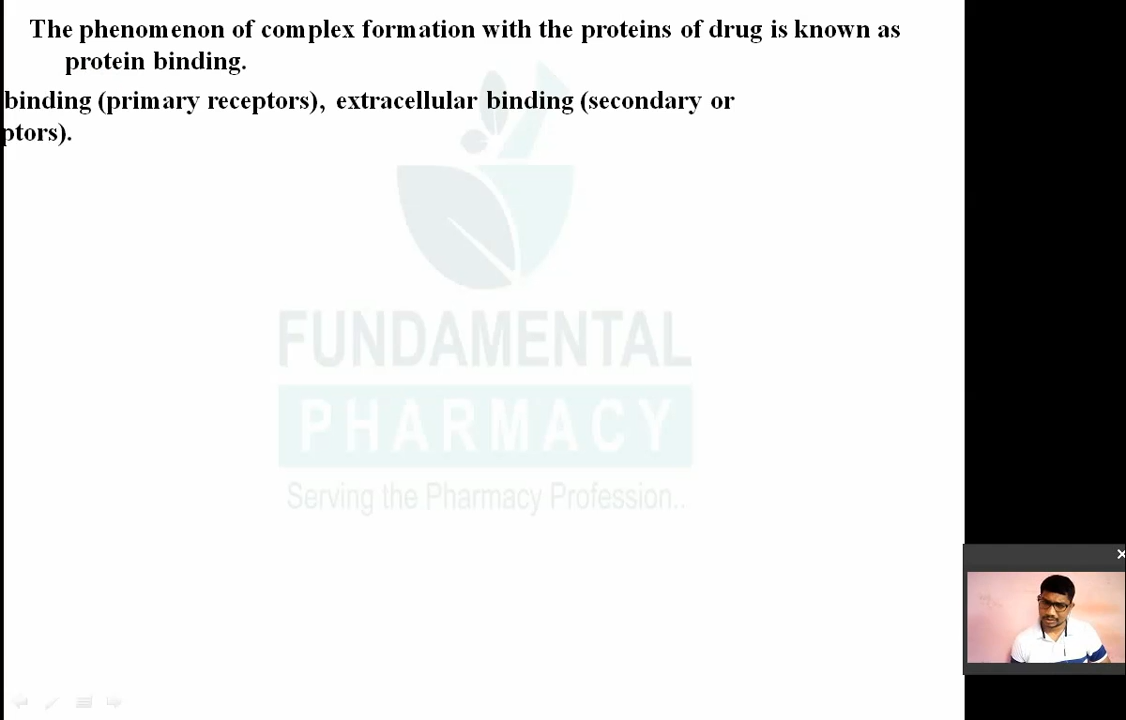 The phenomenon of complex formation with the proteins of drug is known as
protein binding.
binding (primary receptors), extracellular binding (secondary or
ptors).
FUNDAMENTAL
PHARMACY
Serving the Pharmacy Profession..